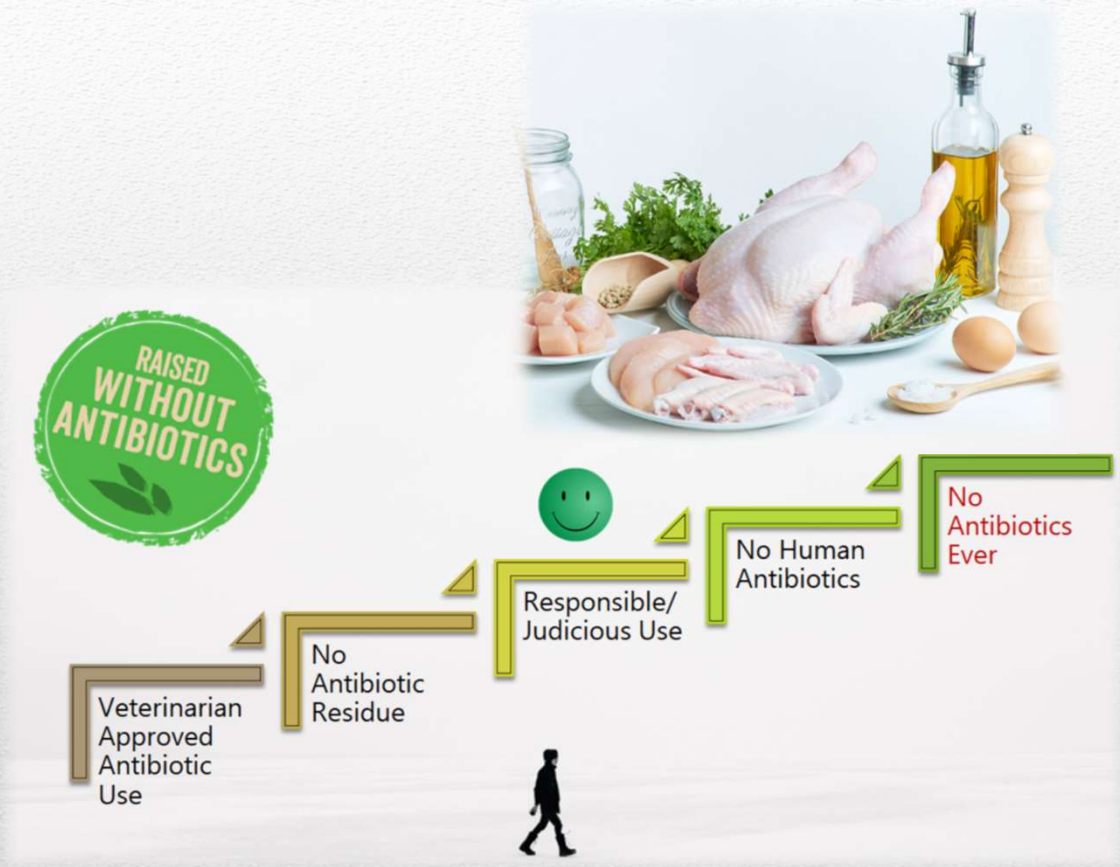 RAISED
WITHOUT
ANTIBIOTICS
No
Antibiotics
Ever
No Human
Antibiotics
Responsible/
Judicious Use
No
Antibiotic
Residue
Veterinarian
Approved
Antibiotic
Use